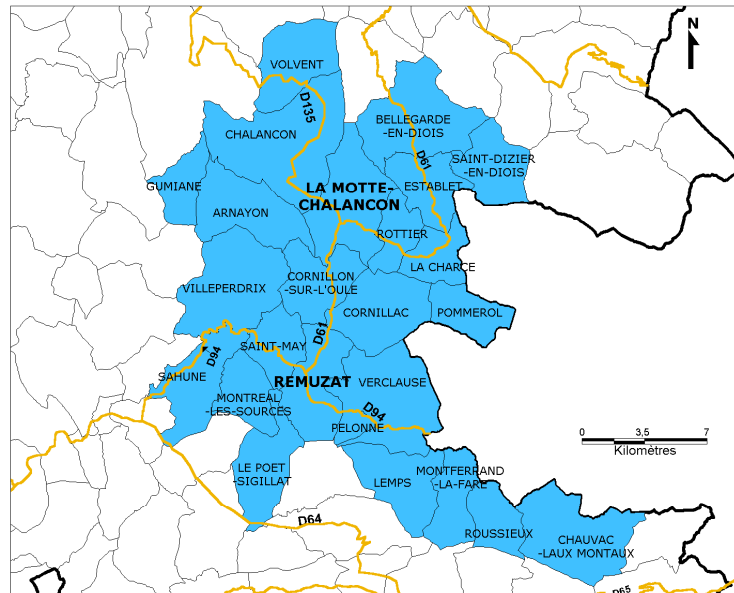 N
VOLVENT
D135
BELLEGARDE
-EN-DIOIS
CHALANCON
D61
SAINT-DIZIER
-EN-DIOIS
GUMIANE
LA MOTTE-
CHALANCON
ESTABLET
ARNAYON
ROTTIER
LA CHARCE
CORNILLON
-SUR-L'OULE
VILLEPERDRIX
CORNILLAC
POMMEROL
D61
SAINT-MAY
D94
SAHUNE
REMUZAT
VERCLAUSE
MONTREAL
-LES-SOURCES
D94
PELONNE
0
3,5
7
Kilomètres
LE POET
-SIGILLAT
LEMPS
MONTFERRAND
-LA-FARE
D64
ROUSSIEUX
CHAUVAC
-LAUX MONTAUX
D65